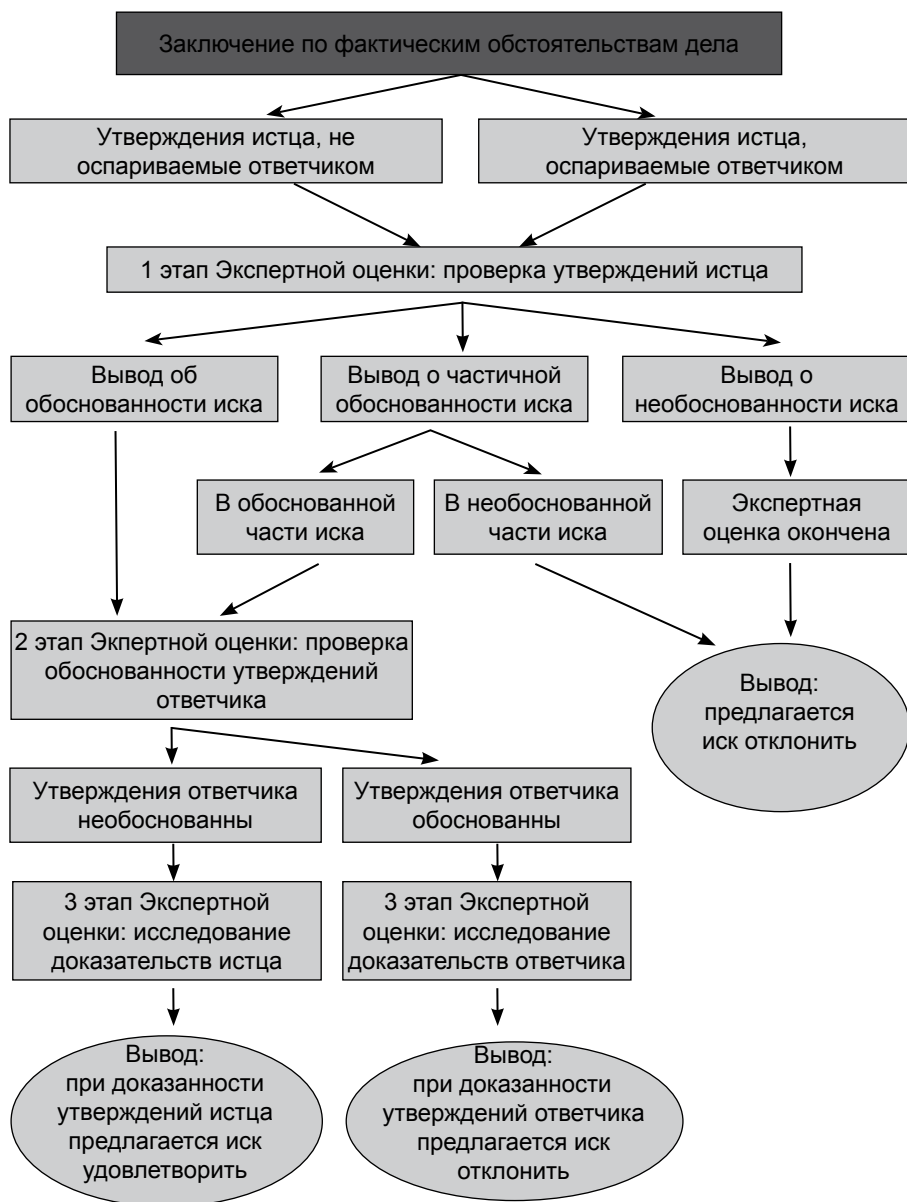 Заключение по фактическим обстоятельствам дела
Утверждения истца, не
оспариваемые ответчиком
Утверждения истца,
оспариваемые ответчиком
1 этап Экспертной оценки: проверка утверждений истца
Вывод об
обоснованности иска
Вывод о частичной
обоснованности иска
Вывод о
необоснованности иска
В обоснованной
части иска
В необоснованной
части иска
Экспертная
оценка окончена
2 этап Экпертной оценки: проверка
обоснованности утверждений
ответчика
Вывод:
предлагается
иск отклонить
Утверждения ответчика
необоснованны
Утверждения ответчика
обоснованны
3 этап Экспертной
оценки: исследование
доказательств истца
3 этап Экспертной
оценки: исследование
доказательств ответчика
Вывод:
при доказанности
утверждений истца
предлагается иск
удовлетворить
Вывод:
при доказанности
утверждений ответчика
предлагается иск
отклонить